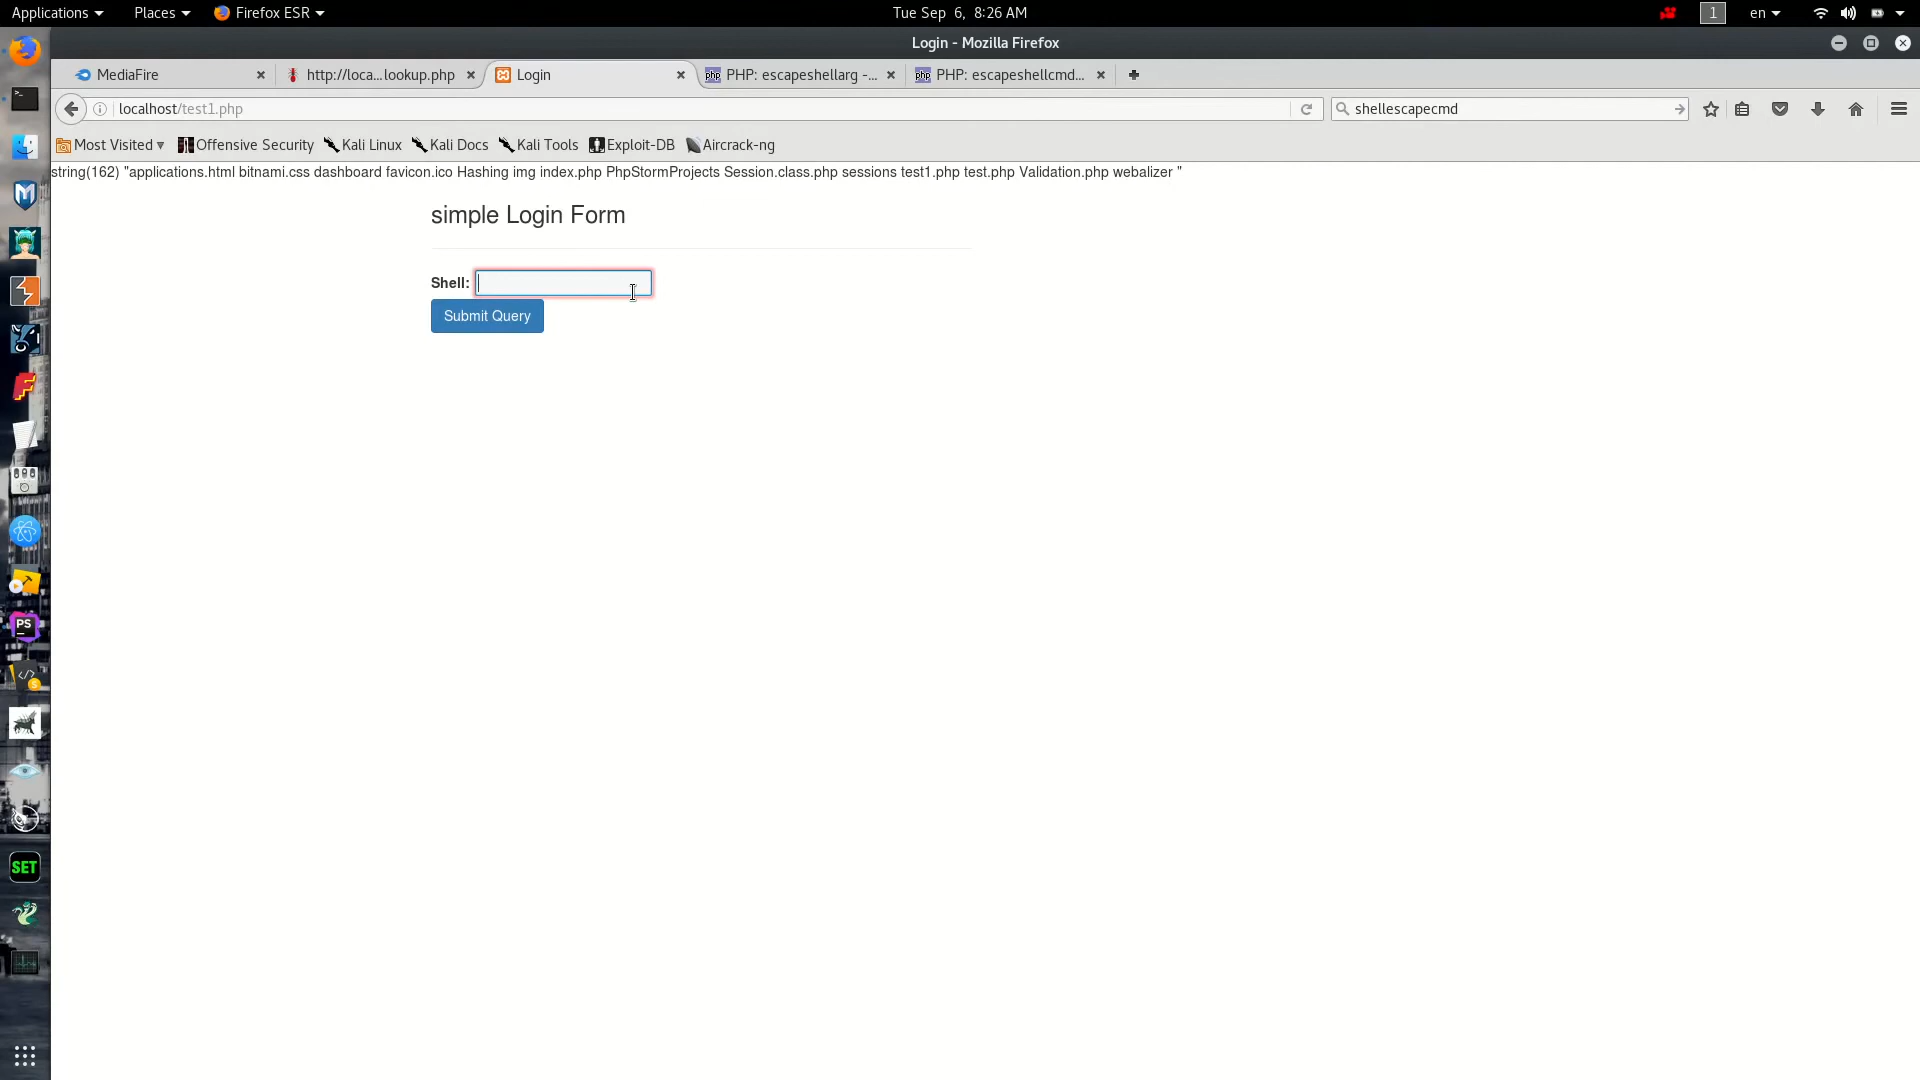 Applications Places Firefox ESR Tue Sep 6, 8:26 AM 1 en
Login - Mozilla Firefox
MediaFire http://loca...lookup.php Login php PHP: escapeshellarg -... php PHP: escapeshellcmd...
localhost/test1.php shellescapecmd
Most Visited Offensive Security Kali Linux Kali Docs Kali Tools Exploit-DB Aircrack-ng
string(162) "applications.html bitnami.css dashboard favicon.ico Hashing img index.php PhpStormProjects Session.class.php sessions test1.php test.php Validation.php webalizer "
simple Login Form
Shell:
Submit Query
PS
SET